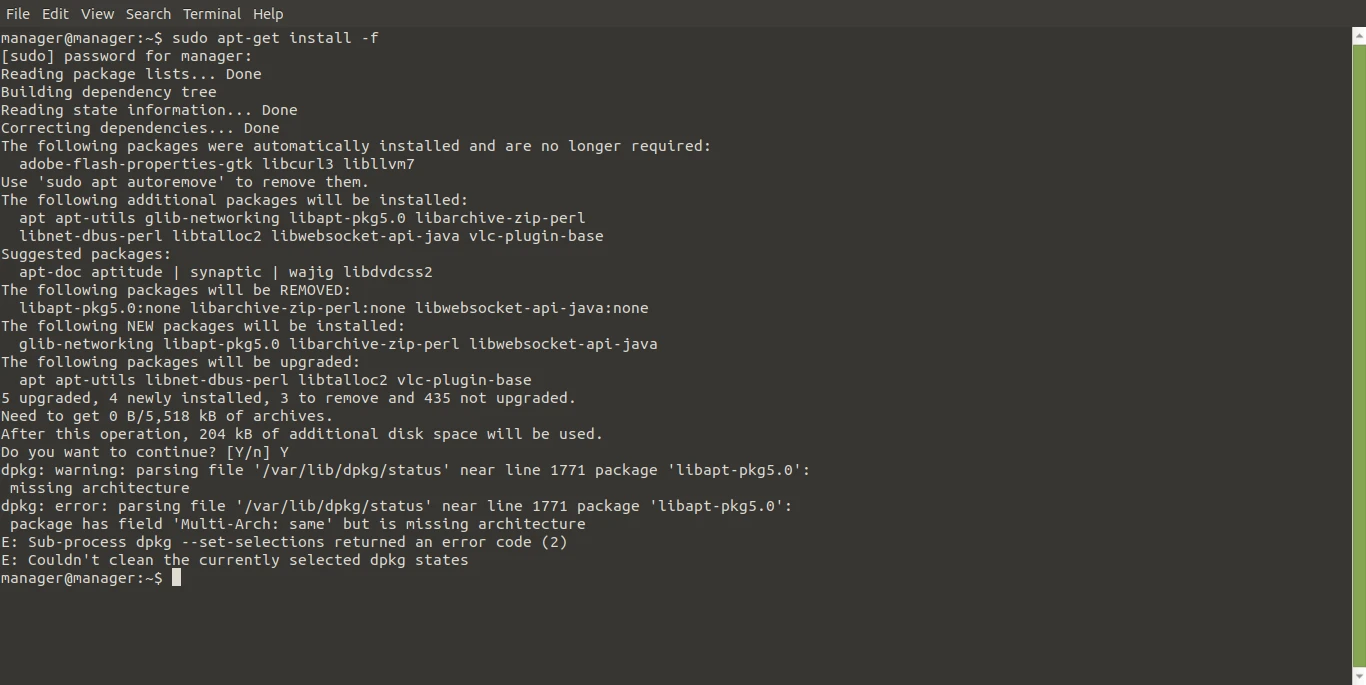 File Edit View Search Terminal Help
manager@manager:~$ sudo apt-get install -f
[sudo] password for manager:
Reading package lists... Done
Building dependency tree
Reading state information... Done
Correcting dependencies... Done
The following packages were automatically installed and are no longer required:
  adobe-flash-properties-gtk libcurl3 libllvm7
Use 'sudo apt autoremove' to remove them.
The following additional packages will be installed:
  apt apt-utils glib-networking libapt-pkg5.0 libarchive-zip-perl
  libnet-dbus-perl libtalloc2 libwebsocket-api-java vlc-plugin-base
Suggested packages:
  apt-doc aptitude | synaptic | wajig libdvdcss2
The following packages will be REMOVED:
  libapt-pkg5.0:none libarchive-zip-perl:none libwebsocket-api-java:none
The following NEW packages will be installed:
  glib-networking libapt-pkg5.0 libarchive-zip-perl libwebsocket-api-java
The following packages will be upgraded:
  apt apt-utils libnet-dbus-perl libtalloc2 vlc-plugin-base
5 upgraded, 4 newly installed, 3 to remove and 435 not upgraded.
Need to get 0 B/5,518 kB of archives.
After this operation, 204 kB of additional disk space will be used.
Do you want to continue? [Y/n] Y
dpkg: warning: parsing file '/var/lib/dpkg/status' near line 1771 package 'libapt-pkg5.0':
 missing architecture
dpkg: error: parsing file '/var/lib/dpkg/status' near line 1771 package 'libapt-pkg5.0':
 package has field 'Multi-Arch: same' but is missing architecture
E: Sub-process dpkg --set-selections returned an error code (2)
E: Couldn't clean the currently selected dpkg states
manager@manager:~$